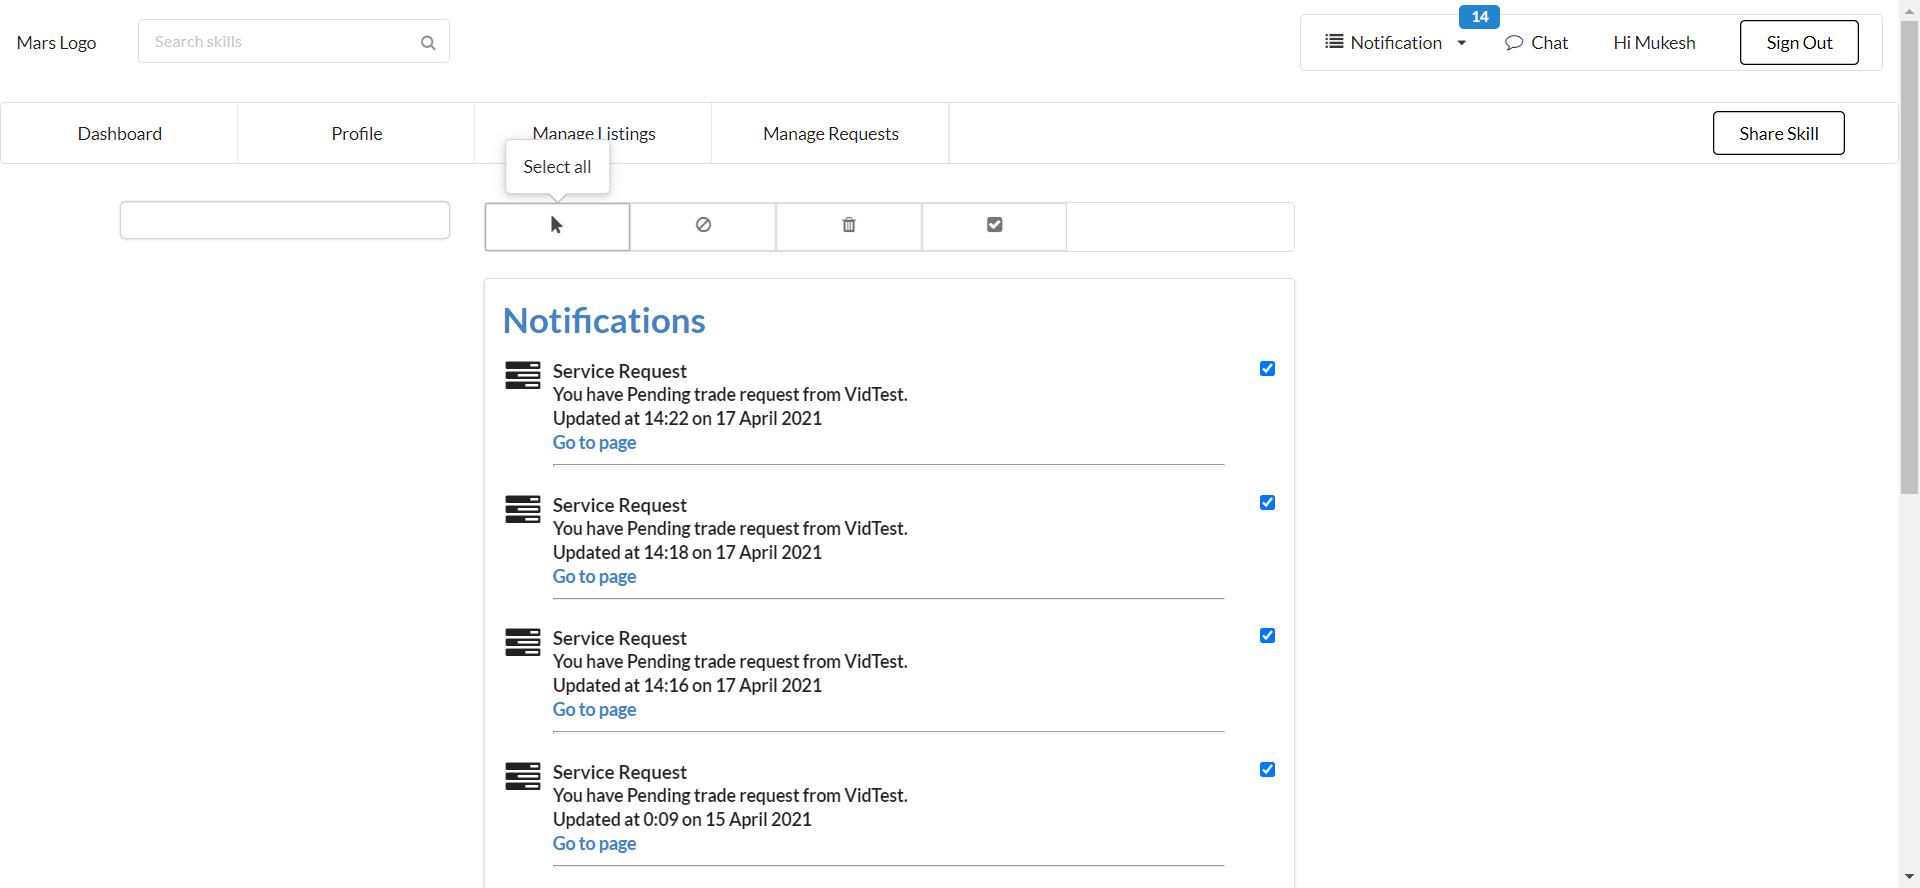 Mars Logo
Search skills
14
Notification
Chat
Hi Mukesh
Sign Out
Dashboard
Profile
Manage Listings
Manage Requests
Share Skill
Select all
Notifications
Service Request
You have Pending trade request from VidTest.
Updated at 14:22 on 17 April 2021
Go to page
Service Request
You have Pending trade request from VidTest.
Updated at 14:18 on 17 April 2021
Go to page
Service Request
You have Pending trade request from VidTest.
Updated at 14:16 on 17 April 2021
Go to page
Service Request
You have Pending trade request from VidTest.
Updated at 0:09 on 15 April 2021
Go to page